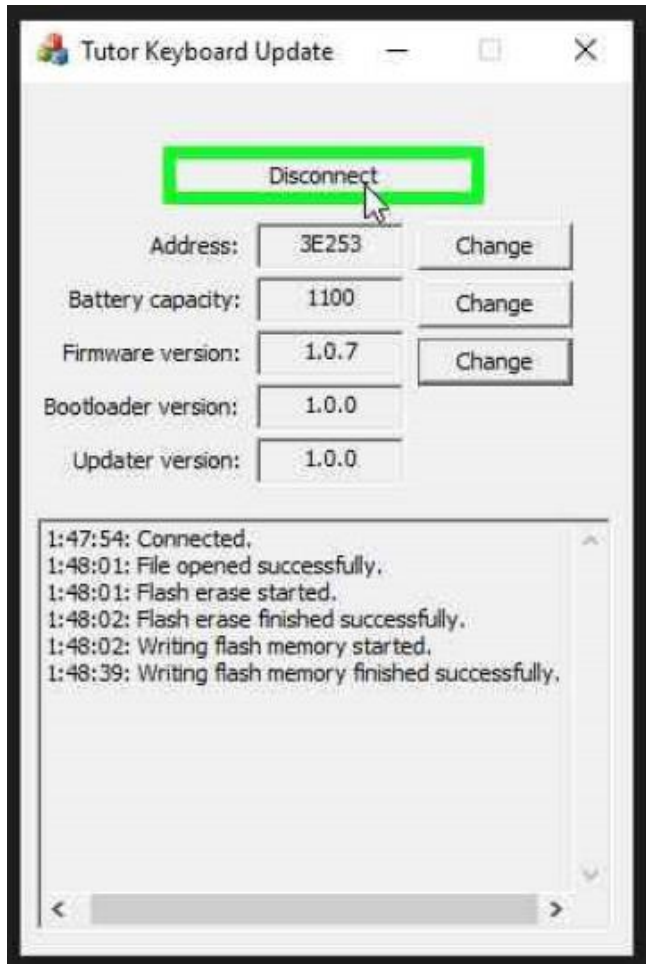 Tutor Keyboard Update
Disconnect
Address: 3E253 Change
Battery capacity: 1100 Change
Firmware version: 1.0.7 Change
Bootloader version: 1.0.0
Updater version: 1.0.0
1:47:54: Connected.
1:48:01: File opened successfully.
1:48:01: Flash erase started.
1:48:02: Flash erase finished successfully.
1:48:02: Writing flash memory started.
1:48:39: Writing flash memory finished successfully.